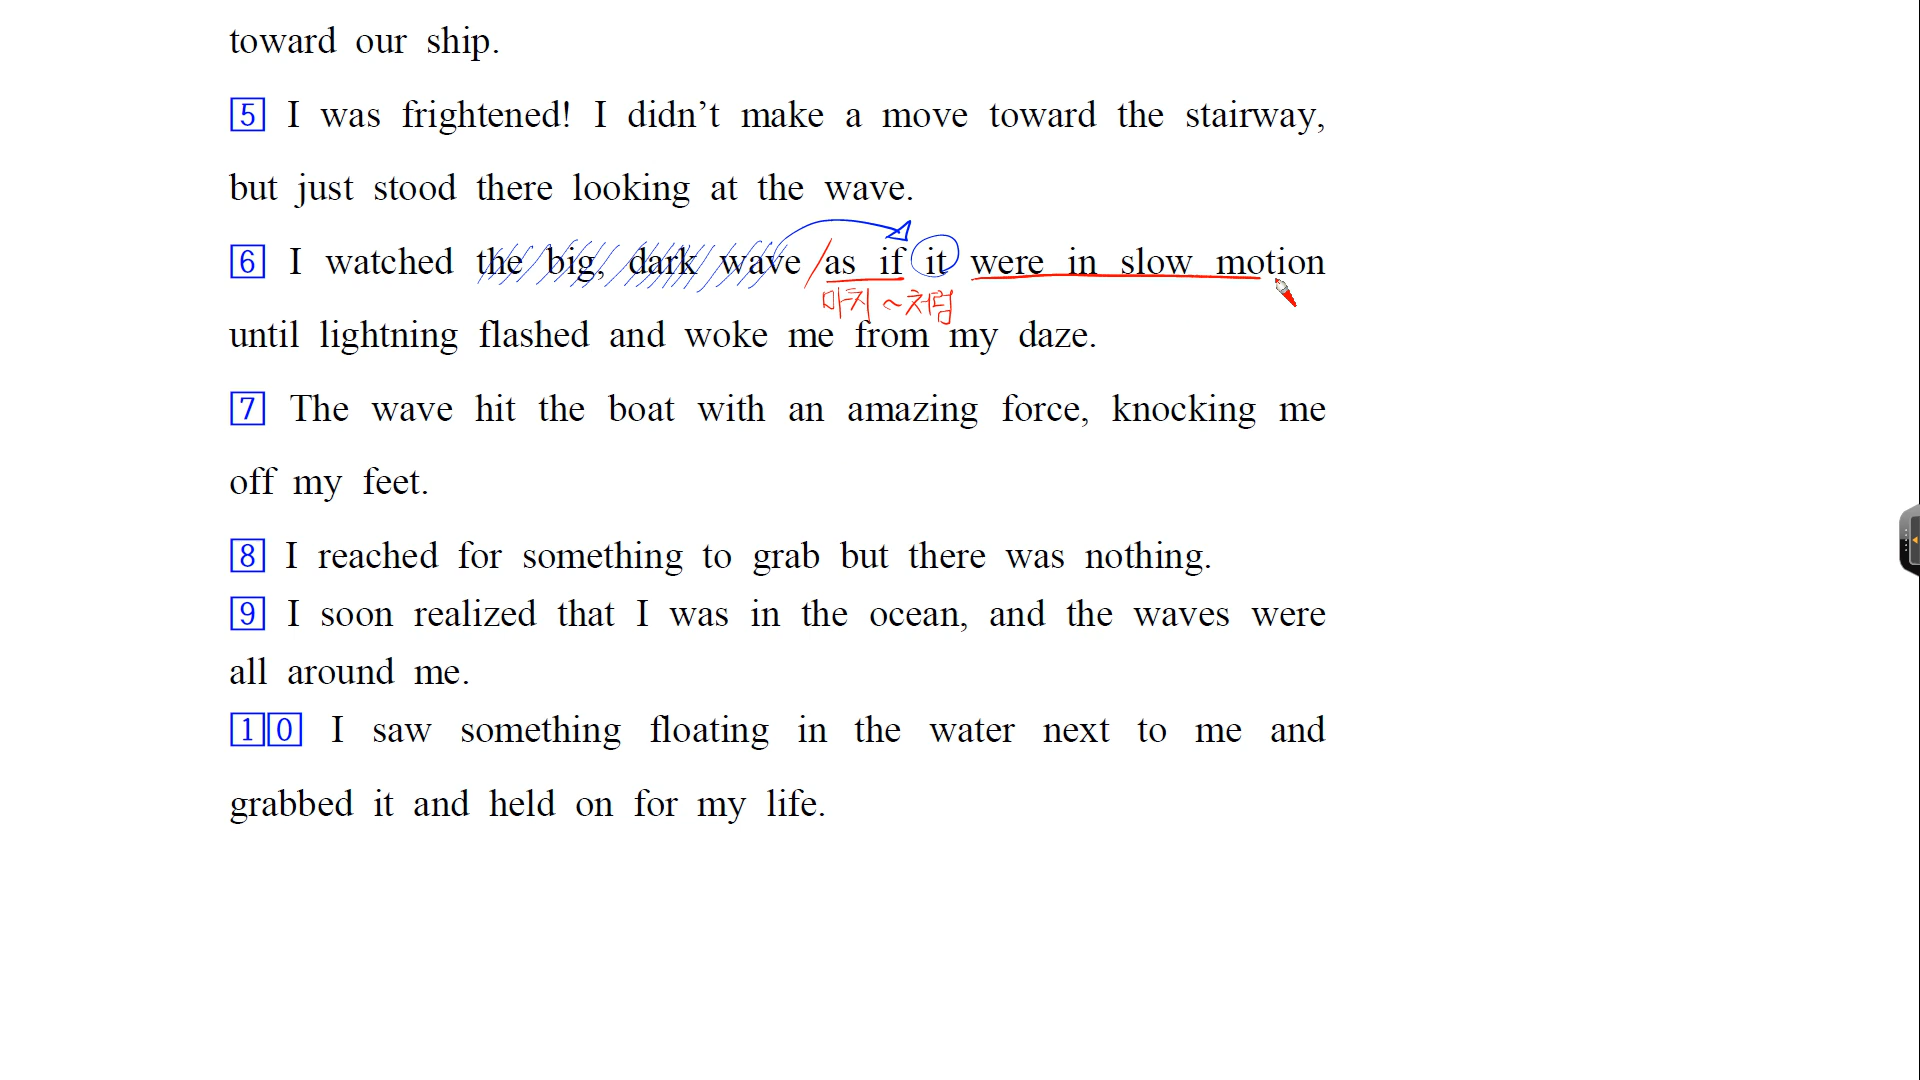 toward our ship.
5 I was frightened! I didn’t make a move toward the stairway,
but just stood there looking at the wave.
6 I watched the big, dark wave / as if it were in slow motion
마치 ~처럼
until lightning flashed and woke me from my daze.
7 The wave hit the boat with an amazing force, knocking me
off my feet.
8 I reached for something to grab but there was nothing.
9 I soon realized that I was in the ocean, and the waves were
all around me.
10 I saw something floating in the water next to me and
grabbed it and held on for my life.